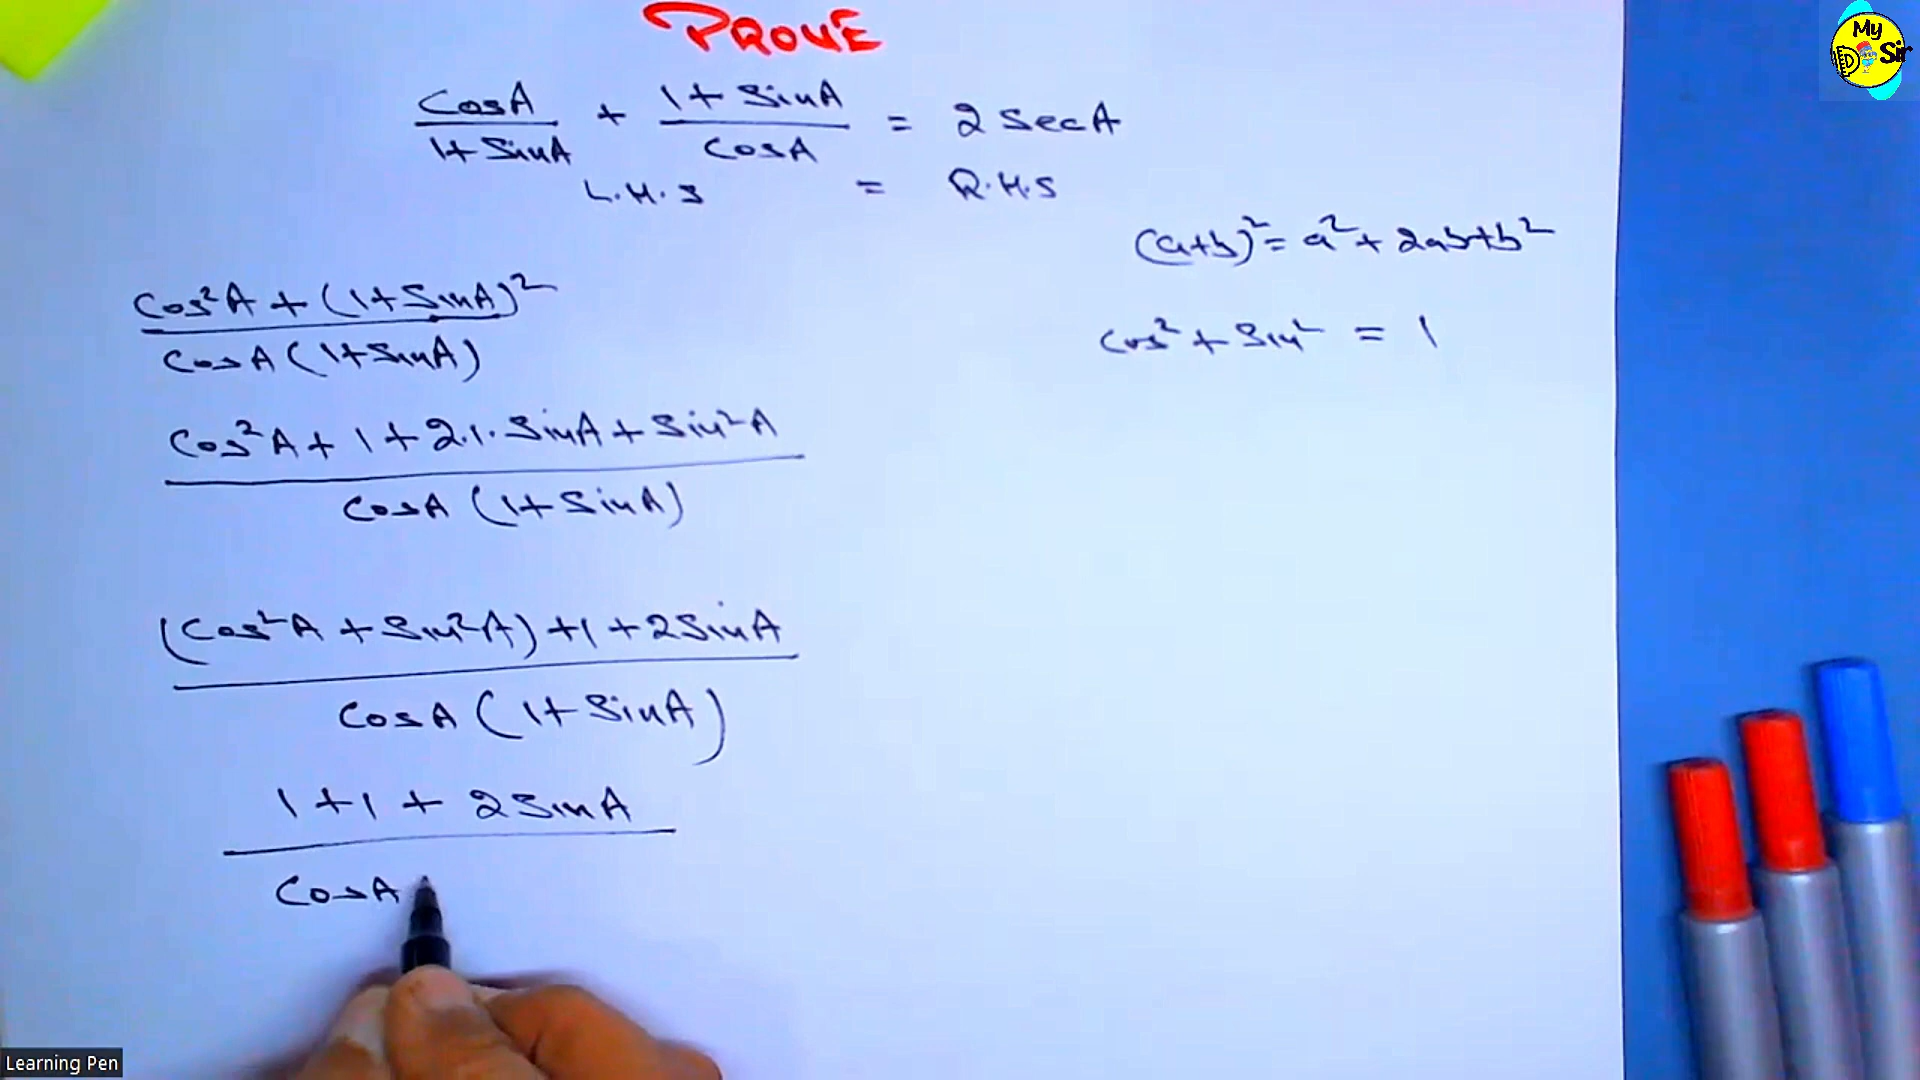 PROVE
My Sir
CosA / 1+SinA + 1+SinA / CosA = 2 SecA
L.H.S = R.H.S
(a+b)² = a² + 2ab+b²
Cos²A + (1+SinA)² / CosA (1+SinA)
Cos² + Sin² = 1
Cos²A + 1 + 2.1.SinA + Sin²A / CosA (1+SinA)
(Cos²A + Sin²A) +1 +2SinA / CosA (1+SinA)
1 +1 + 2SinA / CosA
Learning Pen